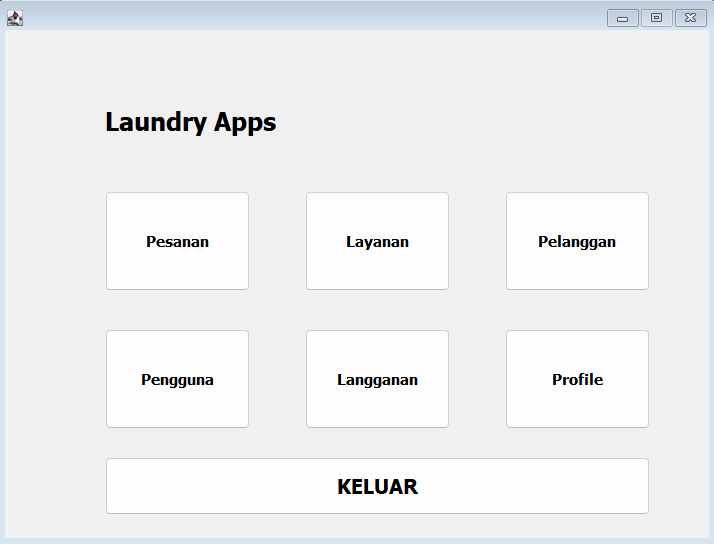 Laundry Apps
Pesanan
Layanan
Pelanggan
Pengguna
Langganan
Profile
KELUAR